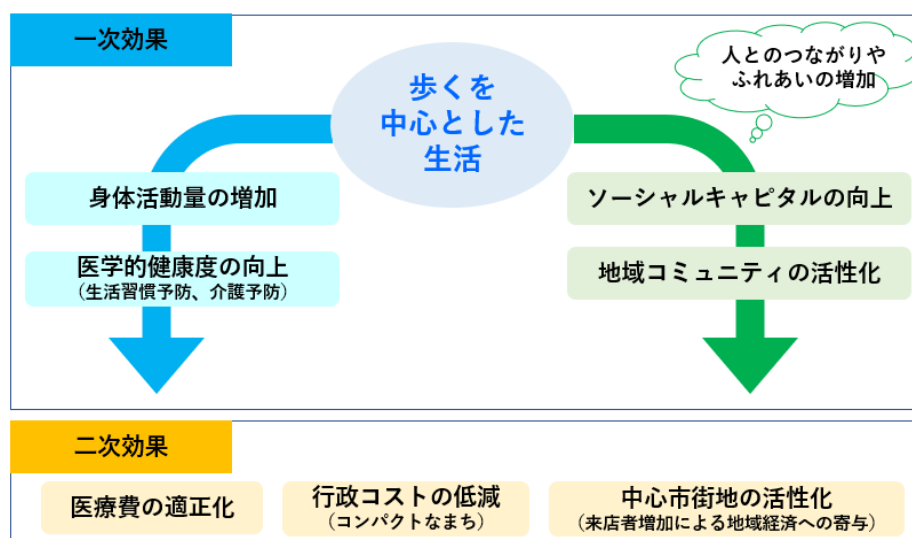 一次効果
歩くを
中心とした
生活
人とのつながりや
ふれあいの増加
身体活動量の増加
医学的健康度の向上
（生活習慣予防、介護予防）
ソーシャルキャピタルの向上
地域コミュニティの活性化
二次効果
医療費の適正化
行政コストの低減
（コンパクトなまち）
中心市街地の活性化
（来店者増加による地域経済への寄与）